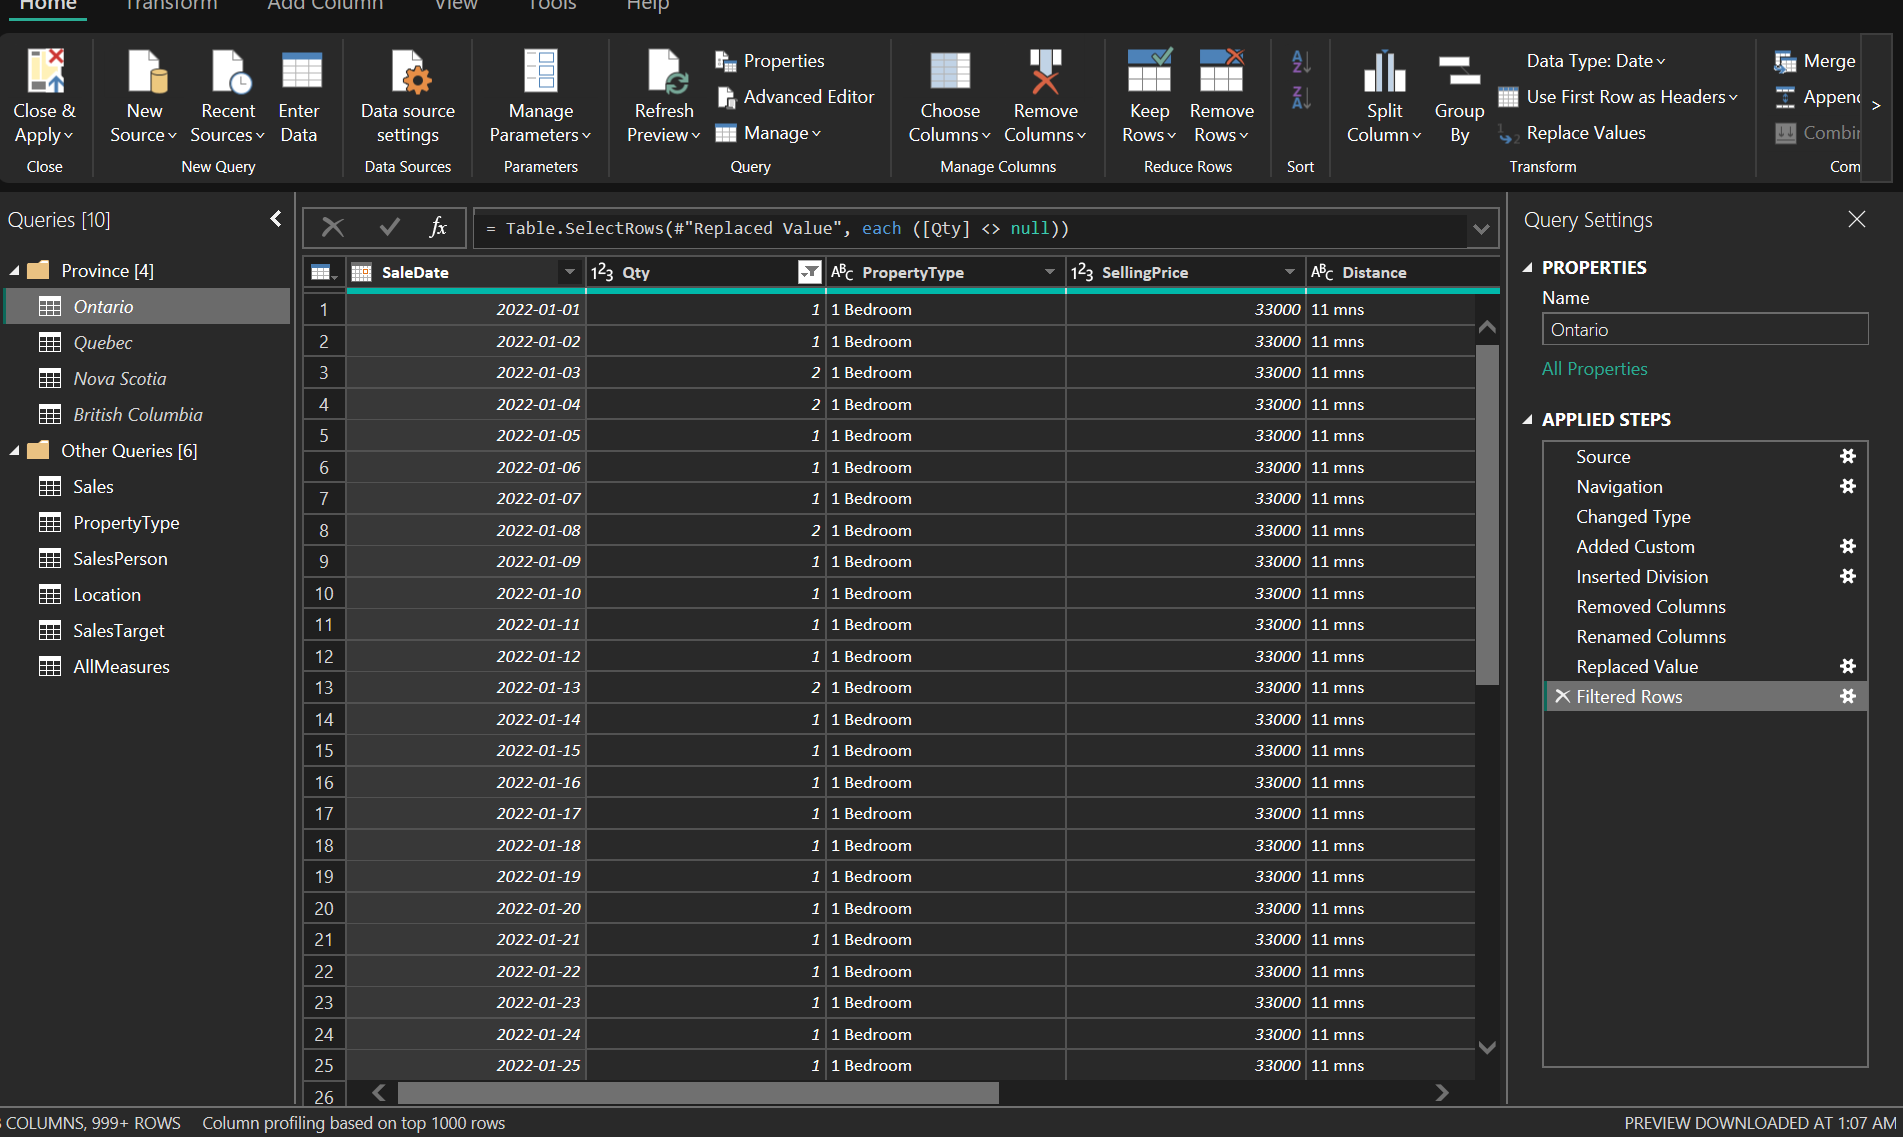 Home Transform Add Column View Tools Help
Close & Apply
New Source
Recent Sources
Enter Data
Data source settings
Manage Parameters
Refresh Preview
Properties
Advanced Editor
Manage
Choose Columns
Remove Columns
Keep Rows
Remove Rows
Split Column
Group By
Data Type: Date
Use First Row as Headers
Replace Values
Merge
Close
New Query
Data Sources
Parameters
Query
Manage Columns
Reduce Rows
Sort
Transform
Queries [10]
Province [4]
Ontario
Quebec
Nova Scotia
British Columbia
Other Queries [6]
Sales
PropertyType
SalesPerson
Location
SalesTarget
AllMeasures
fx = Table.SelectRows(#"Replaced Value", each ([Qty] <> null))
SaleDate 123 Qty ABC PropertyType 123 SellingPrice ABC Distance
1 2022-01-01 1 1 Bedroom 33000 11 mns
2 2022-01-02 1 1 Bedroom 33000 11 mns
3 2022-01-03 2 1 Bedroom 33000 11 mns
4 2022-01-04 2 1 Bedroom 33000 11 mns
5 2022-01-05 1 1 Bedroom 33000 11 mns
6 2022-01-06 1 1 Bedroom 33000 11 mns
7 2022-01-07 1 1 Bedroom 33000 11 mns
8 2022-01-08 2 1 Bedroom 33000 11 mns
9 2022-01-09 1 1 Bedroom 33000 11 mns
10 2022-01-10 1 1 Bedroom 33000 11 mns
11 2022-01-11 1 1 Bedroom 33000 11 mns
12 2022-01-12 1 1 Bedroom 33000 11 mns
13 2022-01-13 2 1 Bedroom 33000 11 mns
14 2022-01-14 1 1 Bedroom 33000 11 mns
15 2022-01-15 1 1 Bedroom 33000 11 mns
16 2022-01-16 1 1 Bedroom 33000 11 mns
17 2022-01-17 1 1 Bedroom 33000 11 mns
18 2022-01-18 1 1 Bedroom 33000 11 mns
19 2022-01-19 1 1 Bedroom 33000 11 mns
20 2022-01-20 1 1 Bedroom 33000 11 mns
21 2022-01-21 1 1 Bedroom 33000 11 mns
22 2022-01-22 1 1 Bedroom 33000 11 mns
23 2022-01-23 1 1 Bedroom 33000 11 mns
24 2022-01-24 1 1 Bedroom 33000 11 mns
25 2022-01-25 1 1 Bedroom 33000 11 mns
26
Query Settings
PROPERTIES
Name
Ontario
All Properties
APPLIED STEPS
Source
Navigation
Changed Type
Added Custom
Inserted Division
Removed Columns
Renamed Columns
Replaced Value
Filtered Rows
COLUMNS, 999+ ROWS Column profiling based on top 1000 rows
PREVIEW DOWNLOADED AT 1:07 AM